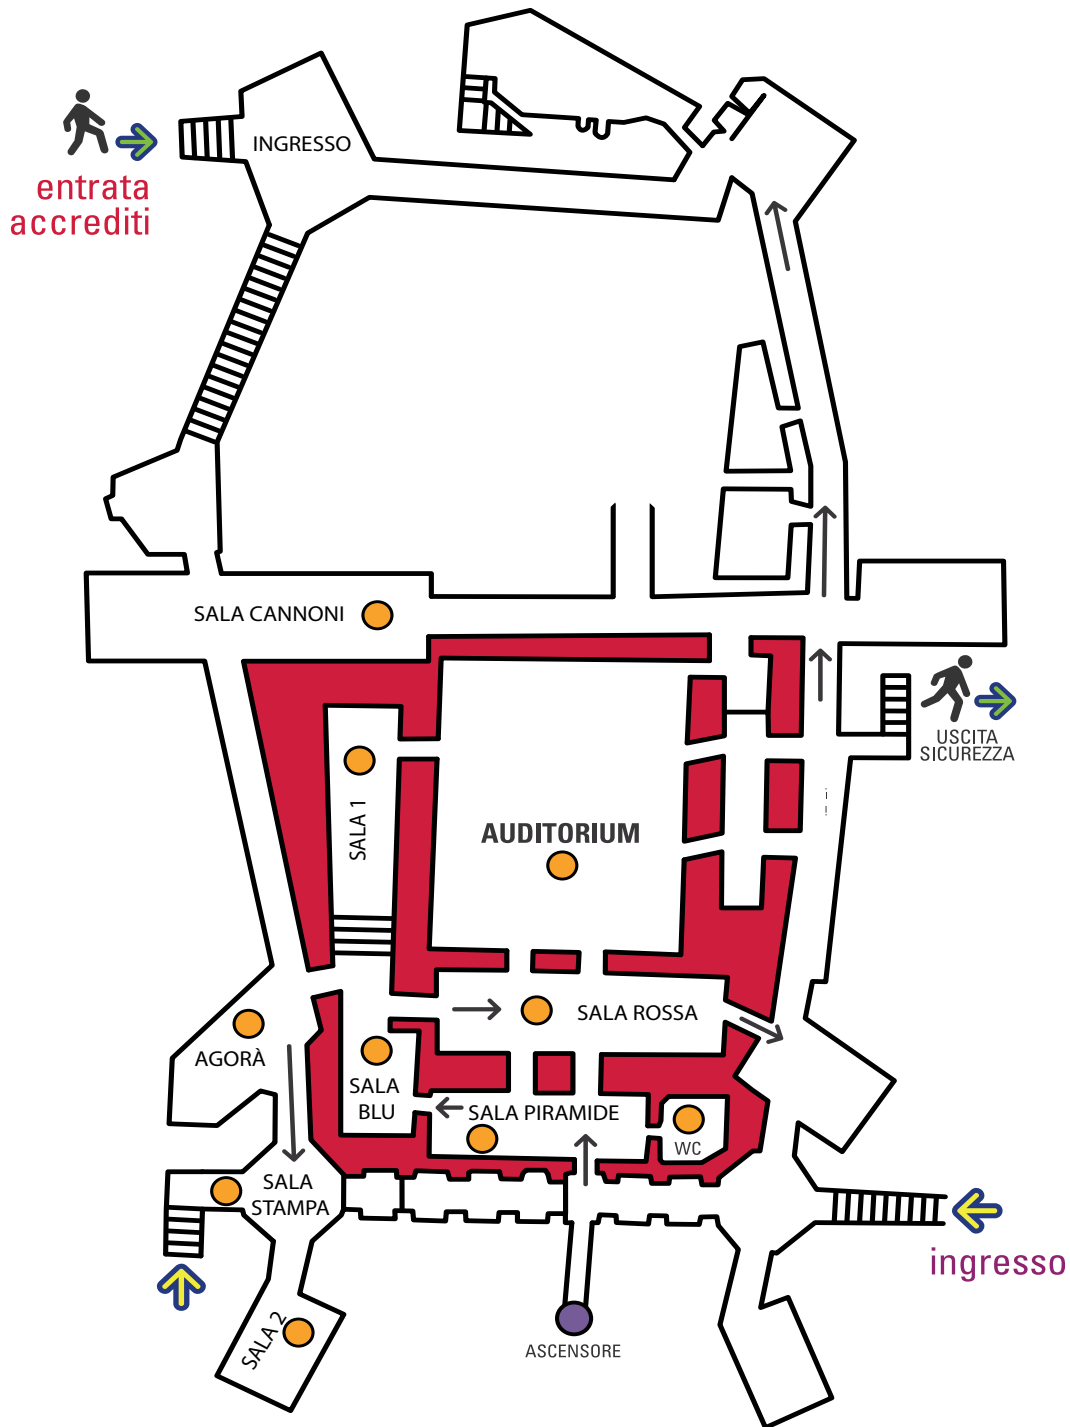 INGRESSO
entrata
accrediti
SALA CANNONI
USCITA
SICUREZZA
SALA 1
AUDITORIUM
SALA ROSSA
AGORÀ
SALA
BLU
SALA PIRAMIDE
WC
SALA
STAMPA
ingresso
SALA 2
ASCENSORE